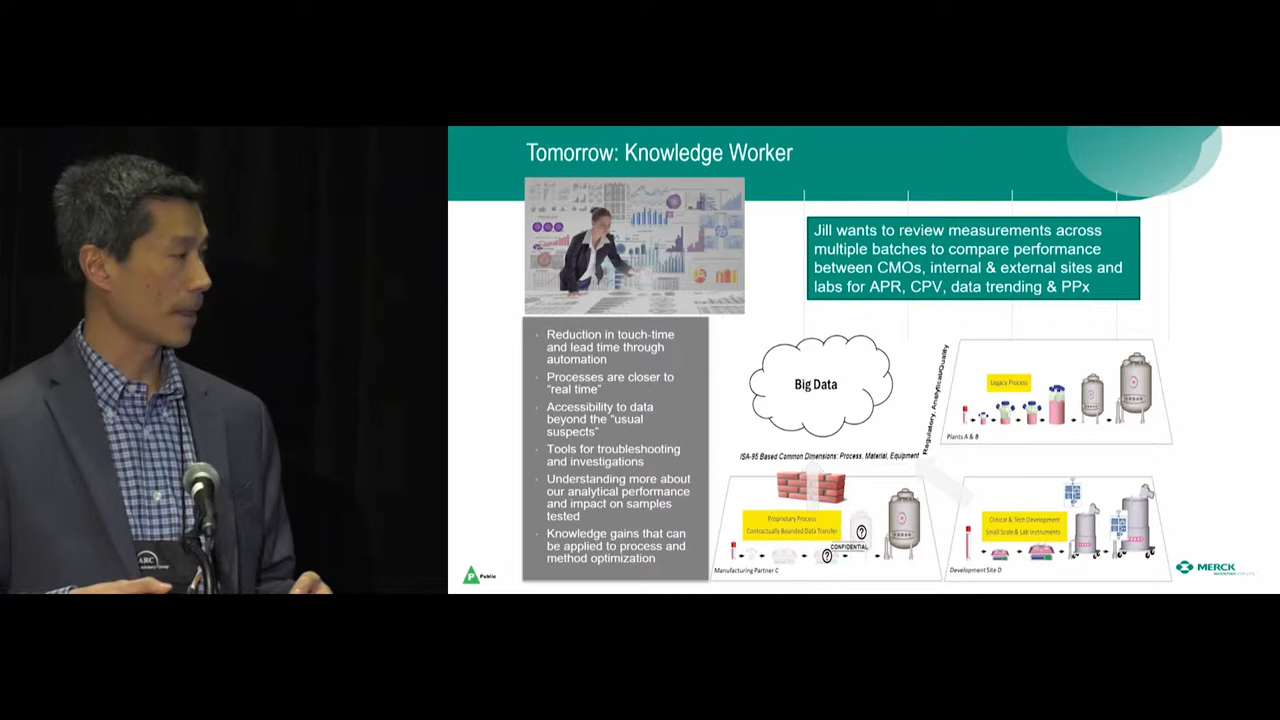 Tomorrow: Knowledge Worker
Jill wants to review measurements across
multiple batches to compare performance
between CMOs, internal & external sites and
labs for APR, CPV, data trending & PPx
· Reduction in touch-time
and lead time through
automation
· Processes are closer to
"real time"
· Accessibility to data
beyond the "usual
suspects"
· Tools for troubleshooting
and investigations
· Understanding more about
our analytical performance
and impact on samples
tested
· Knowledge gains that can
be applied to process and
method optimization
Big Data
Regulatory, Analytical/Quality
ISA-95 Based Common Dimensions: Process, Material, Equipment
Legacy Process
Plants A & B
Proprietary Process
Contractually Bounded Data Transfer
?
CONFIDENTIAL
?
Manufacturing Partner C
Clinical & Tech Development
Small Scale & Lab Instruments
Development Site D
P
Public
MERCK
ARC